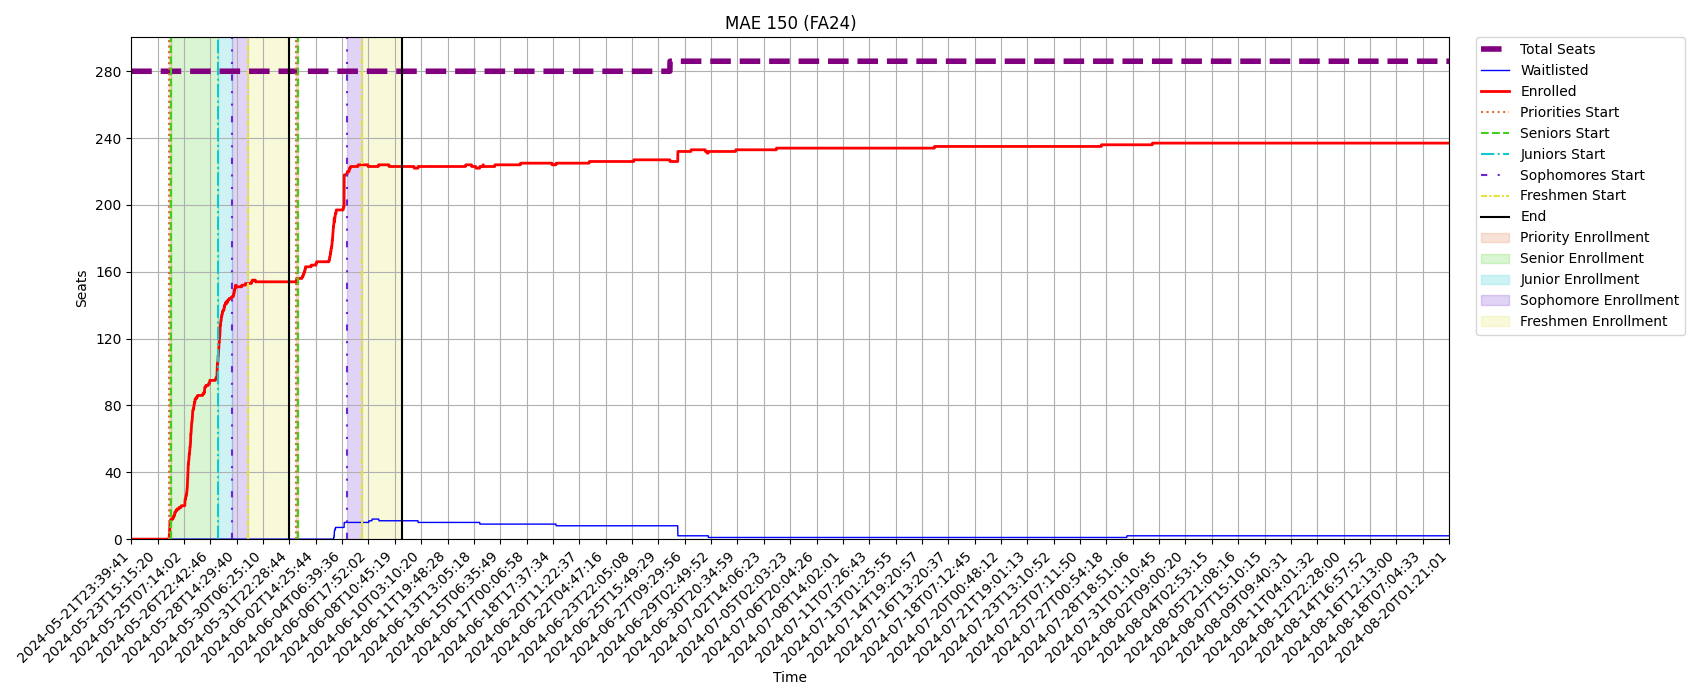 MAE 150 (FA24)
Total Seats
Waitlisted
Enrolled
Priorities Start
Seniors Start
Juniors Start
Sophomores Start
Freshmen Start
End
Priority Enrollment
Senior Enrollment
Junior Enrollment
Sophomore Enrollment
Freshmen Enrollment
Seats
280
240
200
160
120
80
40
0
2024-05-21T23:39:41
2024-05-23T15:15:20
2024-05-25T07:14:02
2024-05-26T22:42:46
2024-05-28T14:29:40
2024-05-30T06:25:10
2024-05-31T22:28:44
2024-06-02T14:25:44
2024-06-04T06:39:36
2024-06-06T17:52:02
2024-06-08T10:45:19
2024-06-10T03:10:20
2024-06-11T19:48:28
2024-06-13T13:05:18
2024-06-15T06:35:49
2024-06-17T00:06:58
2024-06-18T17:37:34
2024-06-20T11:22:37
2024-06-22T04:47:16
2024-06-23T22:05:08
2024-06-25T15:49:29
2024-06-27T09:29:56
2024-06-29T02:49:52
2024-06-30T20:34:59
2024-07-02T14:06:23
2024-07-05T02:03:23
2024-07-06T20:04:26
2024-07-08T14:02:01
2024-07-11T07:26:43
2024-07-13T01:25:55
2024-07-14T19:20:57
2024-07-16T13:20:37
2024-07-18T07:12:45
2024-07-20T00:48:12
2024-07-21T19:01:13
2024-07-23T13:10:52
2024-07-25T07:11:50
2024-07-27T00:54:18
2024-07-28T18:51:06
2024-07-31T01:10:45
2024-08-02T09:00:20
2024-08-04T02:53:15
2024-08-05T21:08:16
2024-08-07T15:10:15
2024-08-09T09:40:31
2024-08-11T04:01:32
2024-08-12T22:28:00
2024-08-14T16:57:52
2024-08-16T12:13:00
2024-08-18T07:04:33
2024-08-20T01:21:01
Time